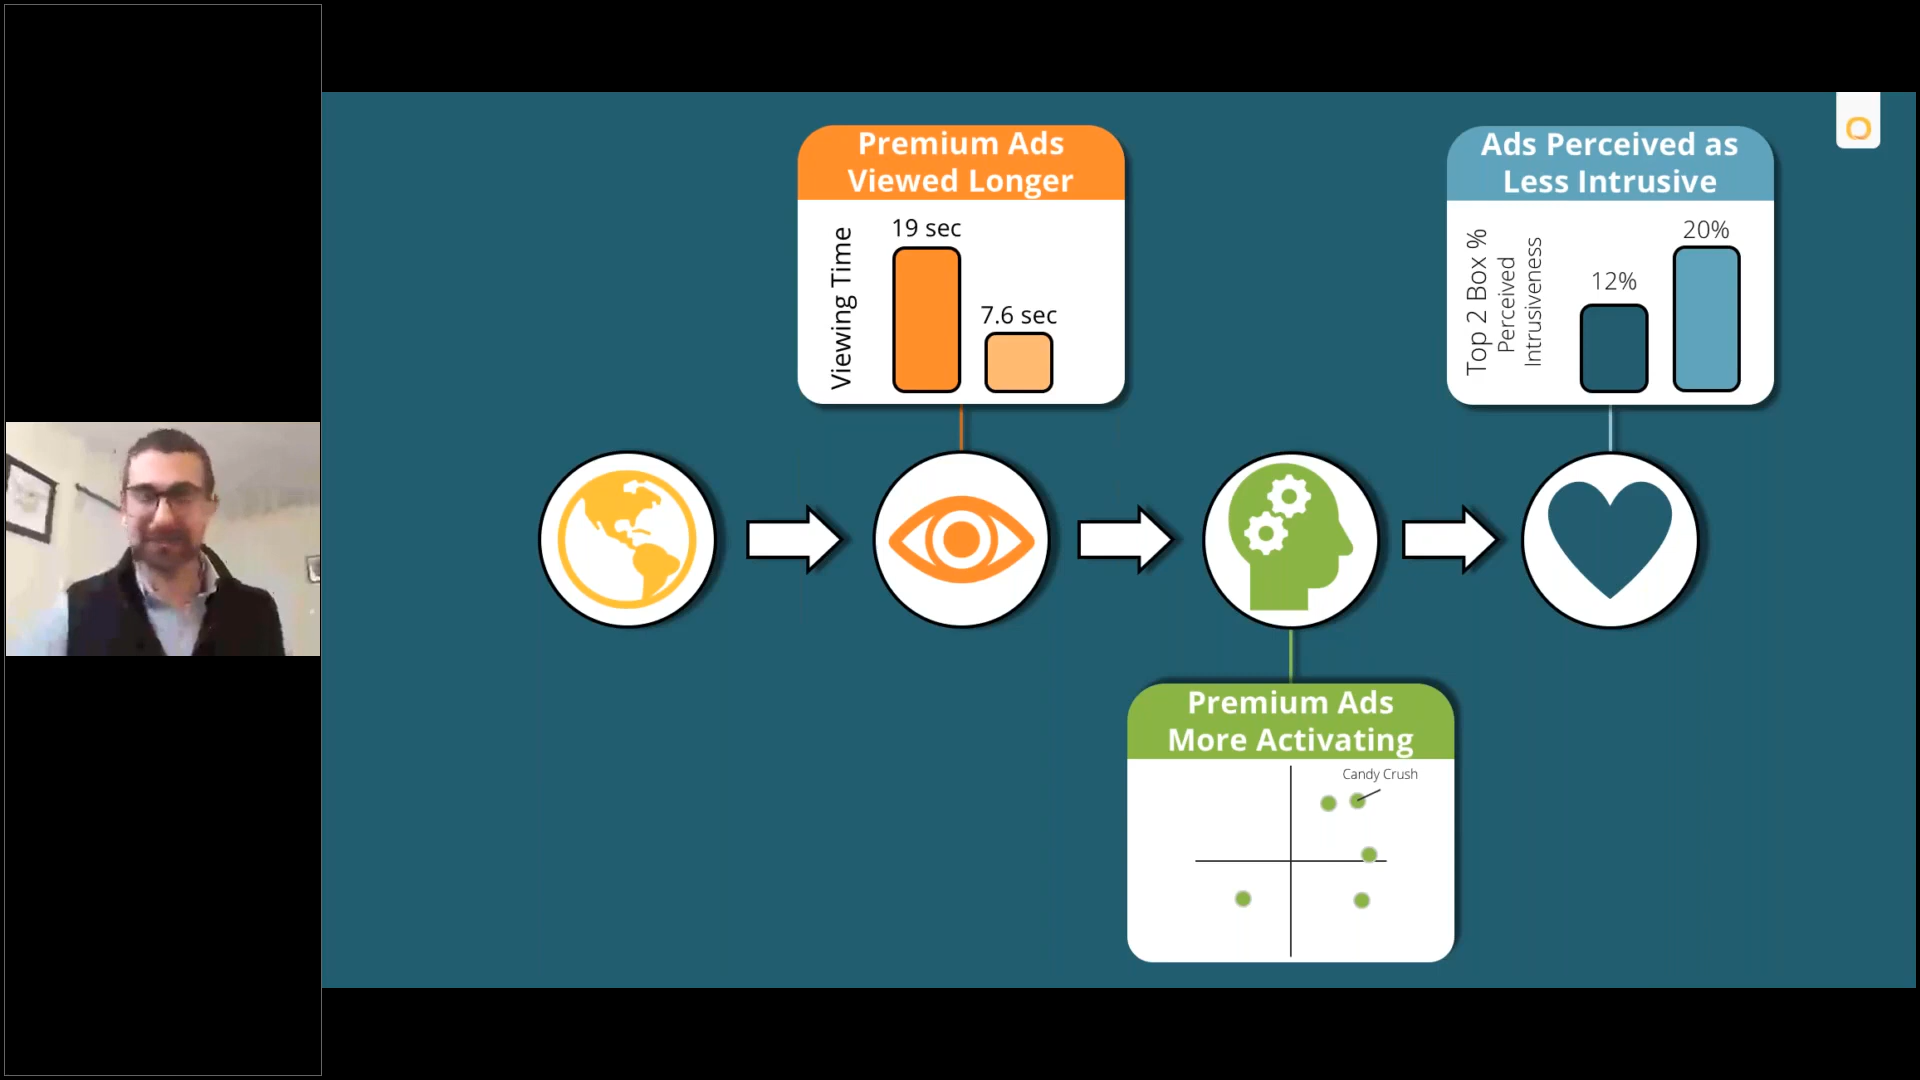 Premium Ads
Viewed Longer
Viewing Time
19 sec
7.6 sec
Ads Perceived as
Less Intrusive
Top 2 Box %
Perceived
Intrusiveness
12%
20%
Premium Ads
More Activating
Candy Crush